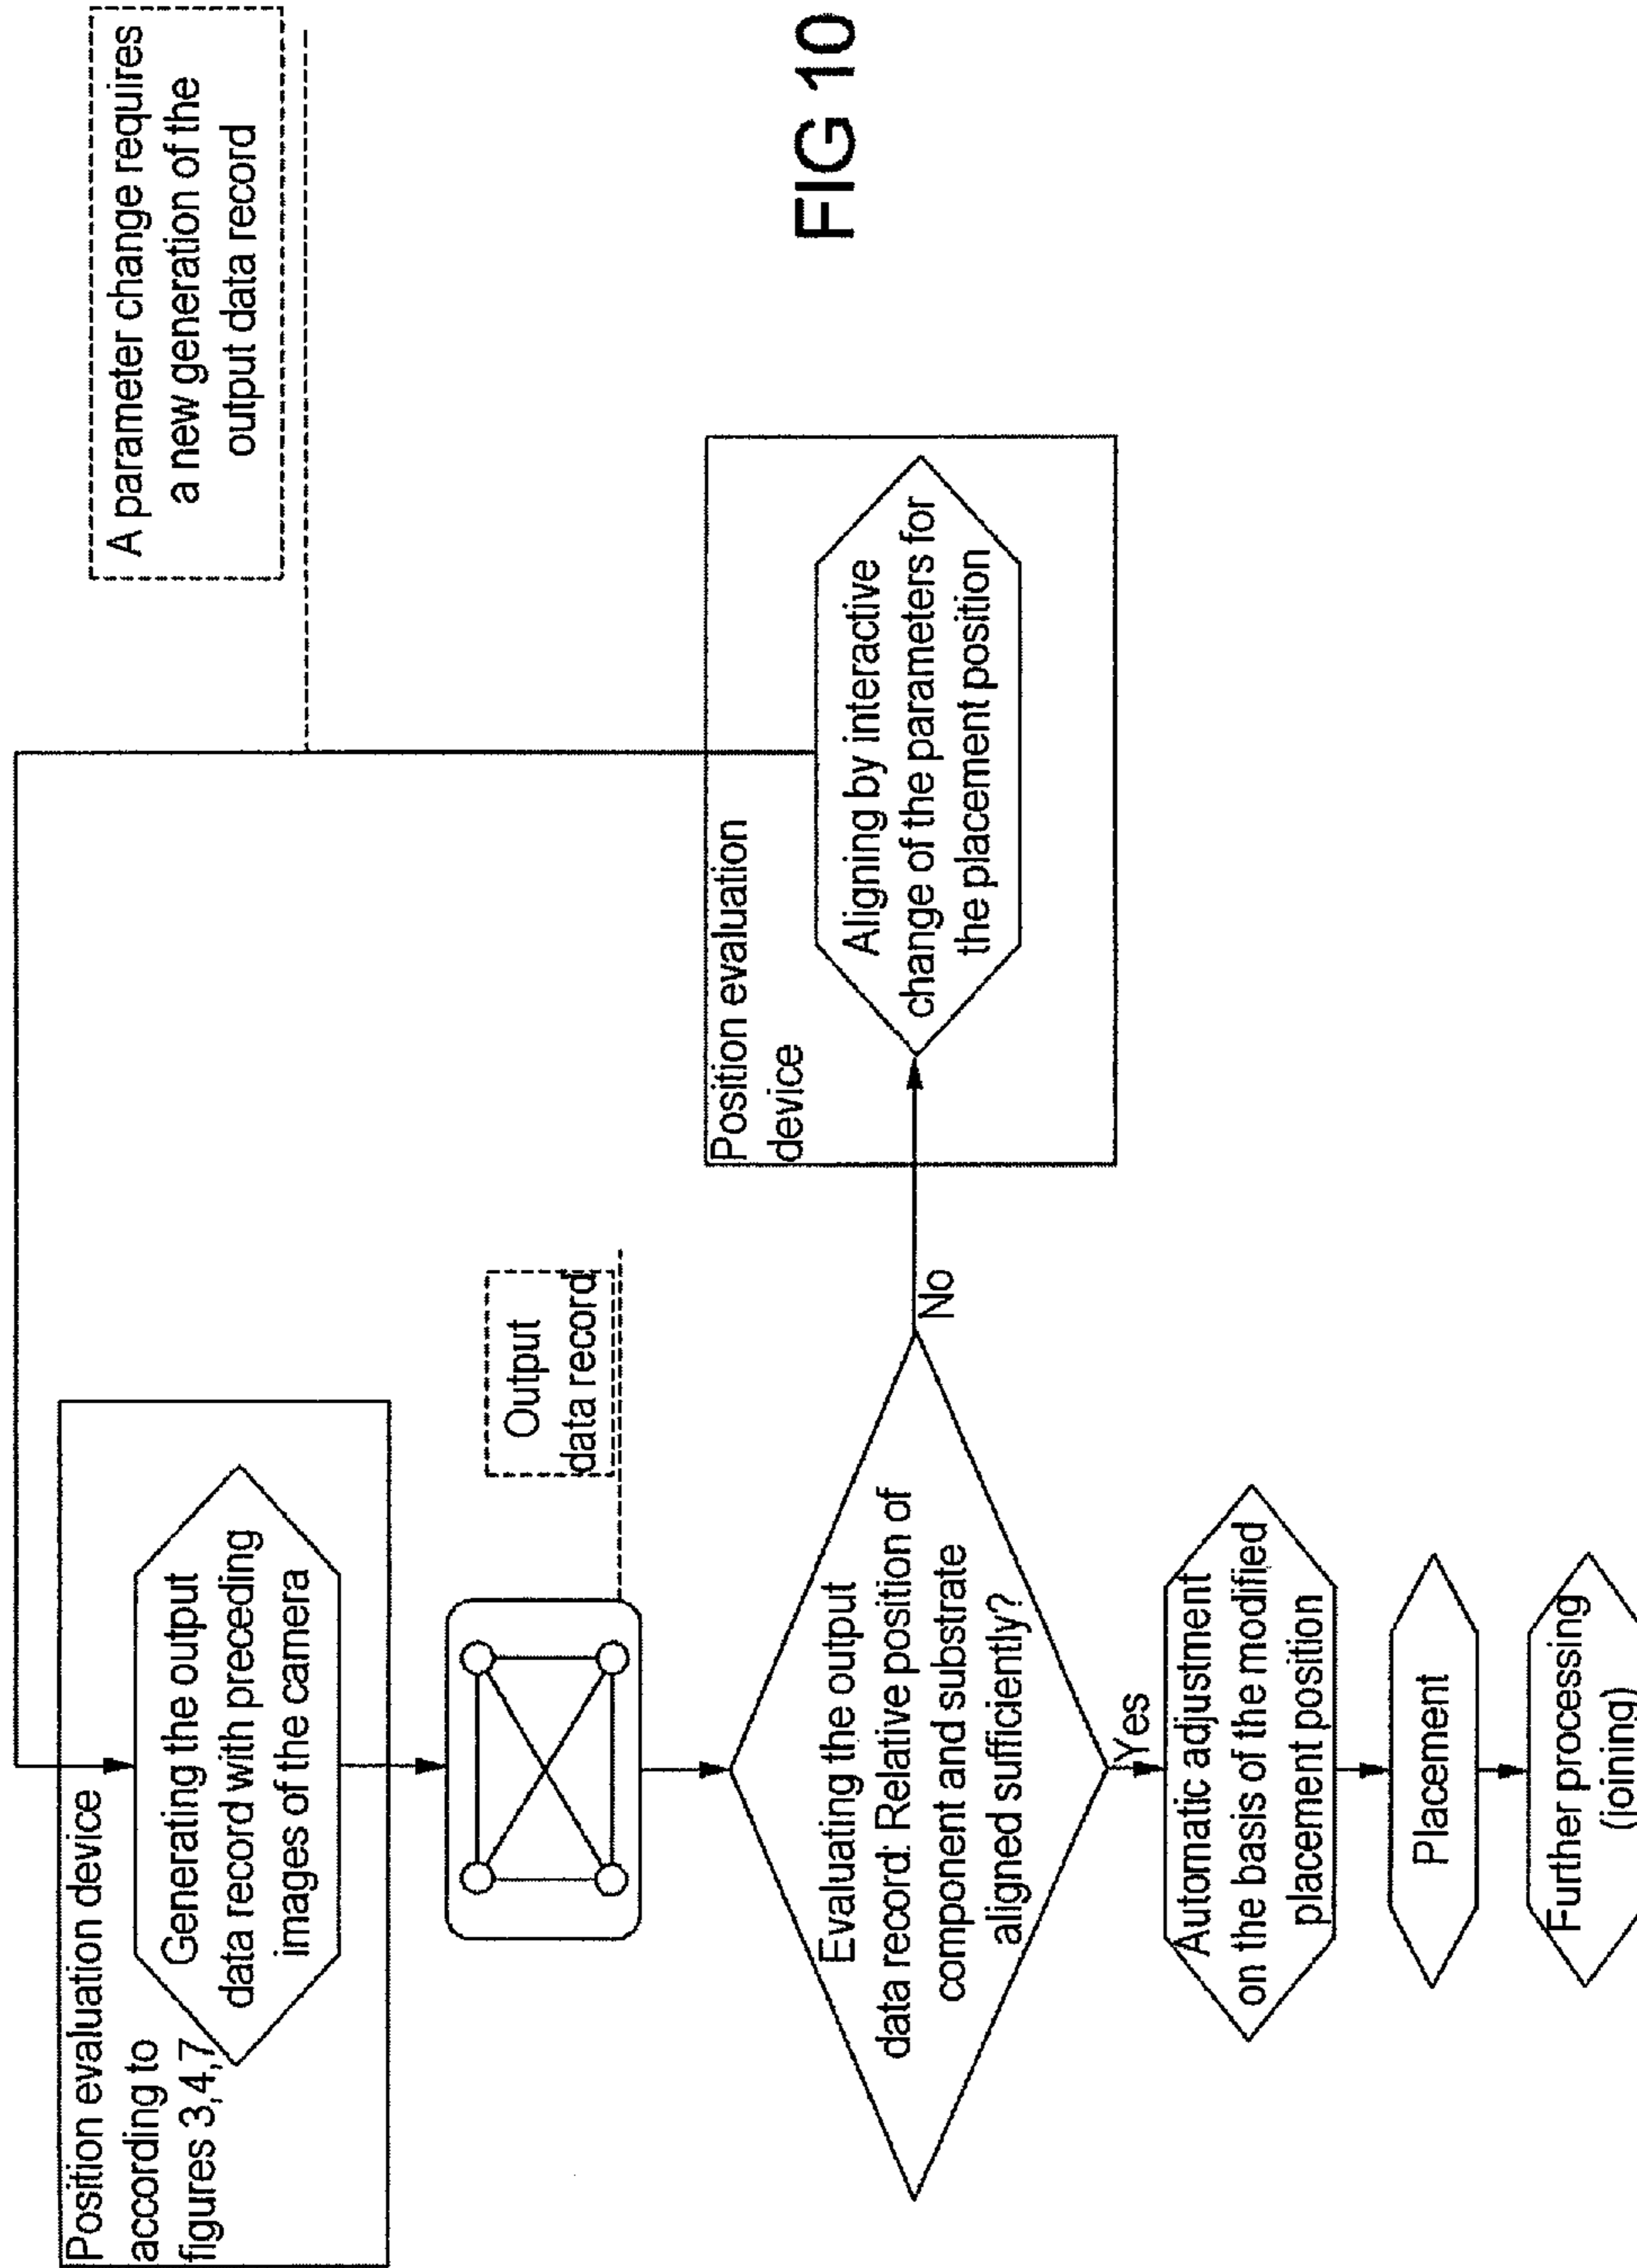 Position evaluation device
according to
figures 3,4,7
Generating the output
data record with preceding
images of the camera
A parameter change requires
a new generation of the
output data record
Output
data record
Evaluating the output
data record: Relative position of
component and substrate
aligned sufficiently?
No
Position evaluation
device
Aligning by interactive
change of the parameters for
the placement position
Yes
Automatic adjustment
on the basis of the modified
placement position
Placement
Further processing
(joining)
FIG 10